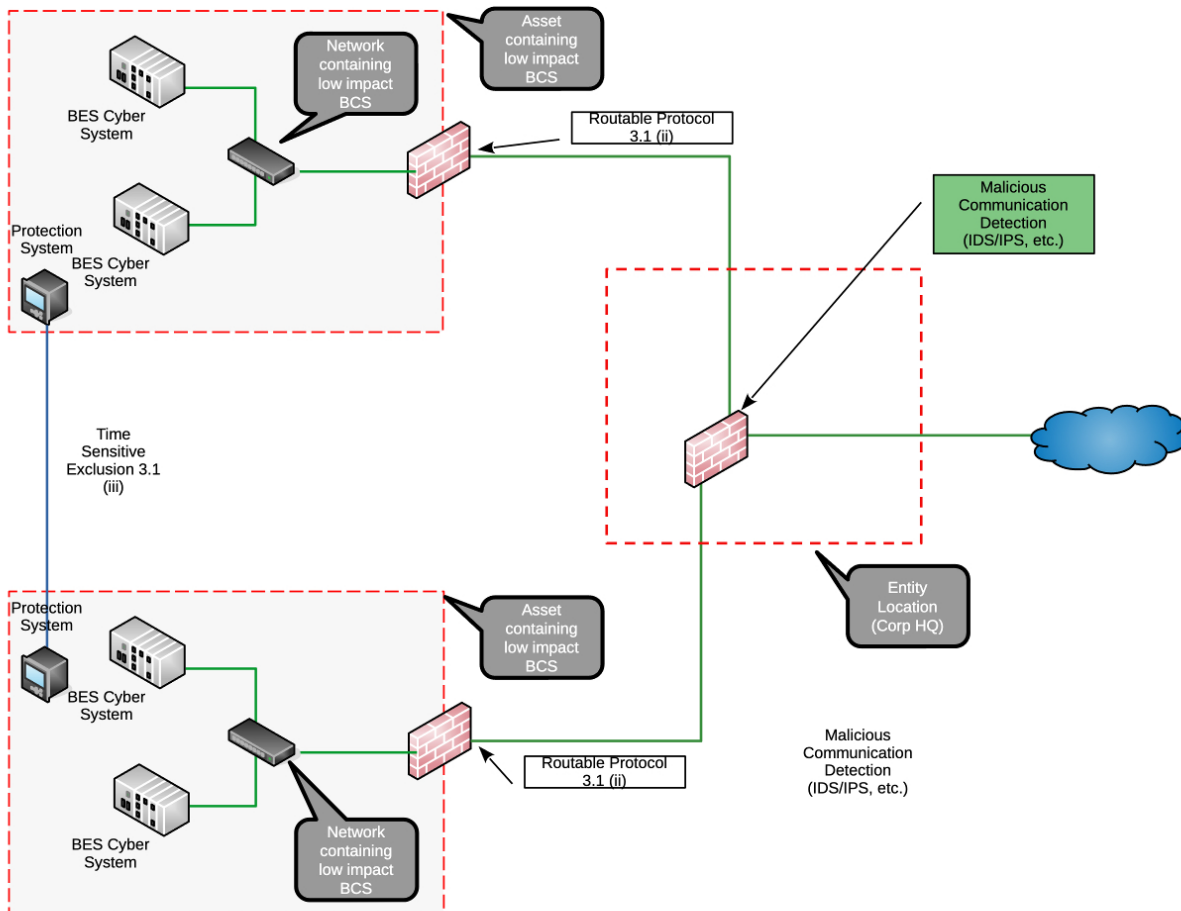 Asset
containing
low impact
BCS
Network
containing
low impact
BCS
BES Cyber
System
Routable Protocol
3.1 (ii)
Malicious
Communication
Detection
(IDS/IPS, etc.)
Protection
System
BES Cyber
System
Time
Sensitive
Exclusion 3.1
(iii)
Entity
Location
(Corp HQ)
Asset
containing
low impact
BCS
Protection
System
BES Cyber
System
Routable Protocol
3.1 (ii)
Malicious
Communication
Detection
(IDS/IPS, etc.)
BES Cyber
System
Network
containing
low impact
BCS